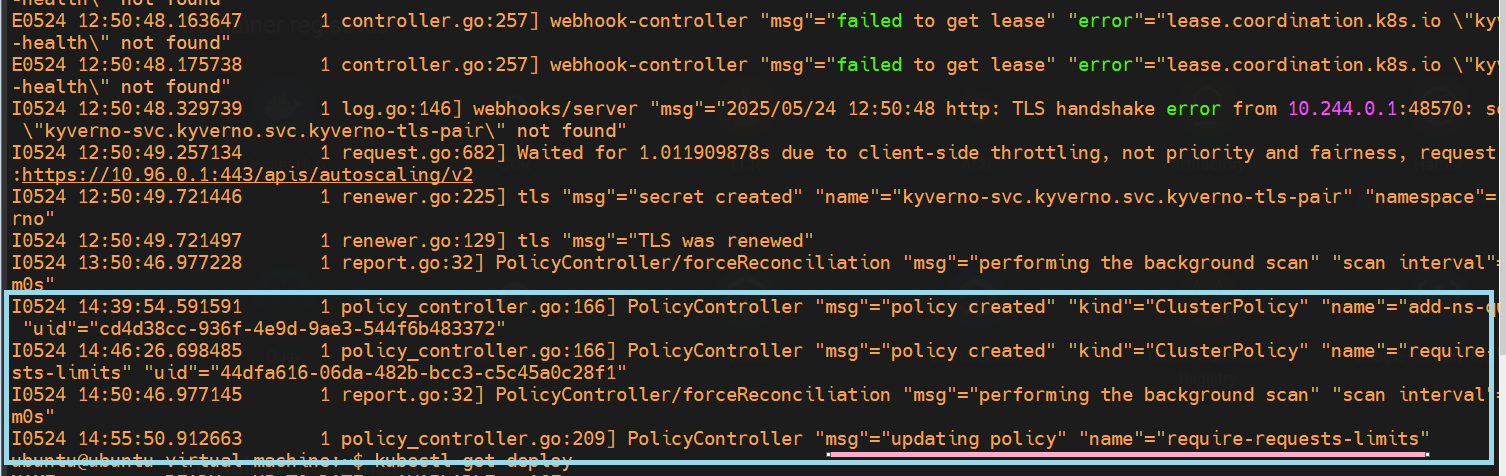 -health\" not found"
E0524 12:50:48.163647 1 controller.go:257] webhook-controller "msg"="failed to get lease" "error"="lease.coordination.k8s.io \"ky
-health\" not found"
E0524 12:50:48.175738 1 controller.go:257] webhook-controller "msg"="failed to get lease" "error"="lease.coordination.k8s.io \"ky
-health\" not found"
I0524 12:50:48.329739 1 log.go:146] webhooks/server "msg"="2025/05/24 12:50:48 http: TLS handshake error from 10.244.0.1:48570:
\"kyverno-svc.kyverno.svc.kyverno-tls-pair\" not found"
I0524 12:50:49.257134 1 request.go:682] Waited for 1.011909878s due to client-side throttling, not priority and fairness, request
:https://10.96.0.1:443/apis/autoscaling/v2
I0524 12:50:49.721446 1 renewer.go:225] tls "msg"="secret created" "name"="kyverno-svc.kyverno.svc.kyverno-tls-pair" "namespace"=
rno"
I0524 12:50:49.721497 1 renewer.go:129] tls "msg"="TLS was renewed"
I0524 13:50:46.977228 1 report.go:32] PolicyController/forceReconciliation "msg"="performing the background scan" "scan interval"=
m0s"
I0524 14:39:54.591591 1 policy_controller.go:166] PolicyController "msg"="policy created" "kind"="ClusterPolicy" "name"="add-ns-qu
"uid"="cd4d38cc-936f-4e9d-9ae3-544f6b483372"
I0524 14:46:26.698485 1 policy_controller.go:166] PolicyController "msg"="policy created" "kind"="ClusterPolicy" "name"="require-
sts-limits" "uid"="44dfa616-06da-482b-bcc3-c5c45a0c28f1"
I0524 14:50:46.977145 1 report.go:32] PolicyController/forceReconciliation "msg"="performing the background scan" "scan interval"=
m0s"
I0524 14:55:50.912663 1 policy_controller.go:209] PolicyController "msg"="updating policy" "name"="require-requests-limits"
ubuntu@ubuntu-virtual-machine:~$ kubectl get deploy